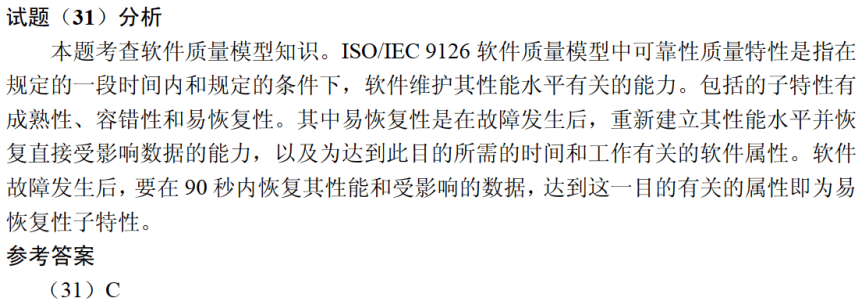 试题（31）分析
本题考查软件质量模型知识。ISO/IEC 9126 软件质量模型中可靠性质量特性是指在
规定的一段时间内和规定的条件下，软件维护其性能水平有关的能力。包括的子特性有
成熟性、容错性和易恢复性。其中易恢复性是在故障发生后，重新建立其性能水平并恢
复直接受影响数据的能力，以及为达到此目的所需的时间和工作有关的软件属性。软件
故障发生后，要在 90 秒内恢复其性能和受影响的数据，达到这一目的有关的属性即为易
恢复性子特性。
参考答案
（31）C